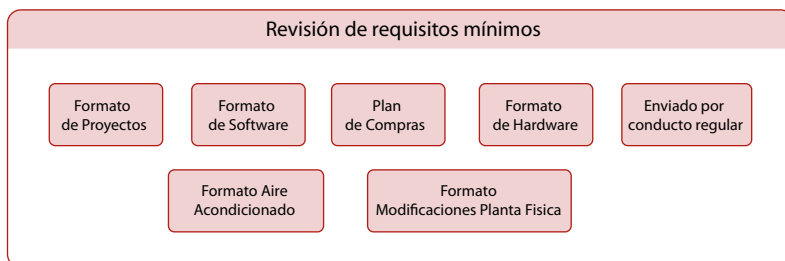 Revisión de requisitos mínimos
Formato
de Proyectos
Formato
de Software
Plan
de Compras
Formato
de Hardware
Enviado por
conducto regular
Formato Aire
Acondicionado
Formato
Modificaciones Planta Fisica